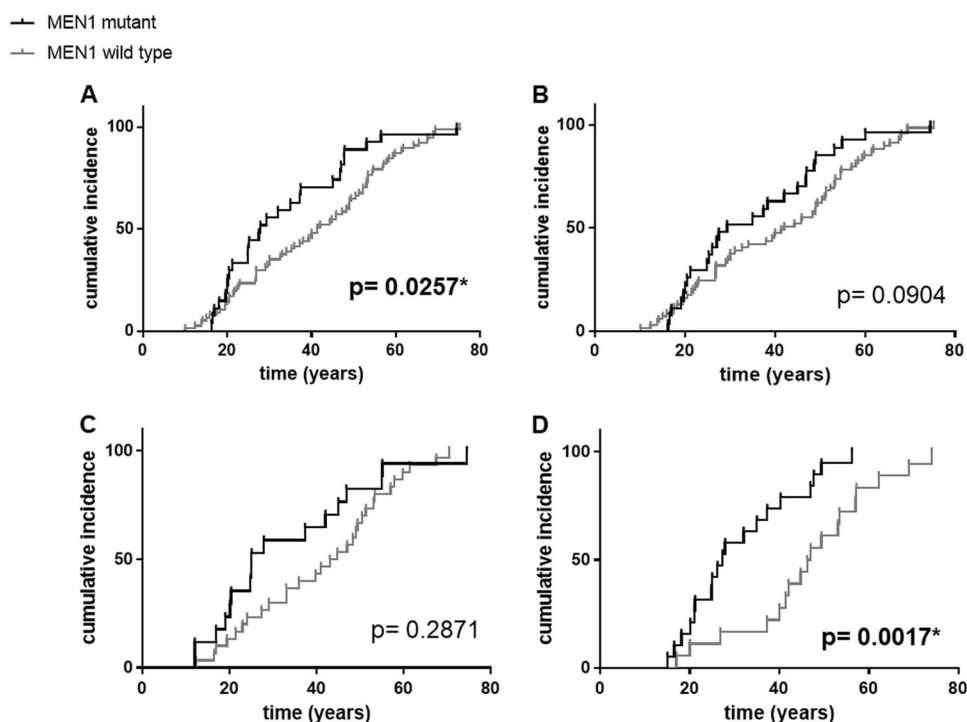 MEN1 mutant
MEN1 wild type
A
cumulative incidence
100
50
0
0 20 40 60 80
time (years)
p= 0.0257*
B
cumulative incidence
100
50
0
0 20 40 60 80
time (years)
p= 0.0904
C
cumulative incidence
100
50
0
0 20 40 60 80
time (years)
p= 0.2871
D
cumulative incidence
100
50
0
0 20 40 60 80
time (years)
p= 0.0017*